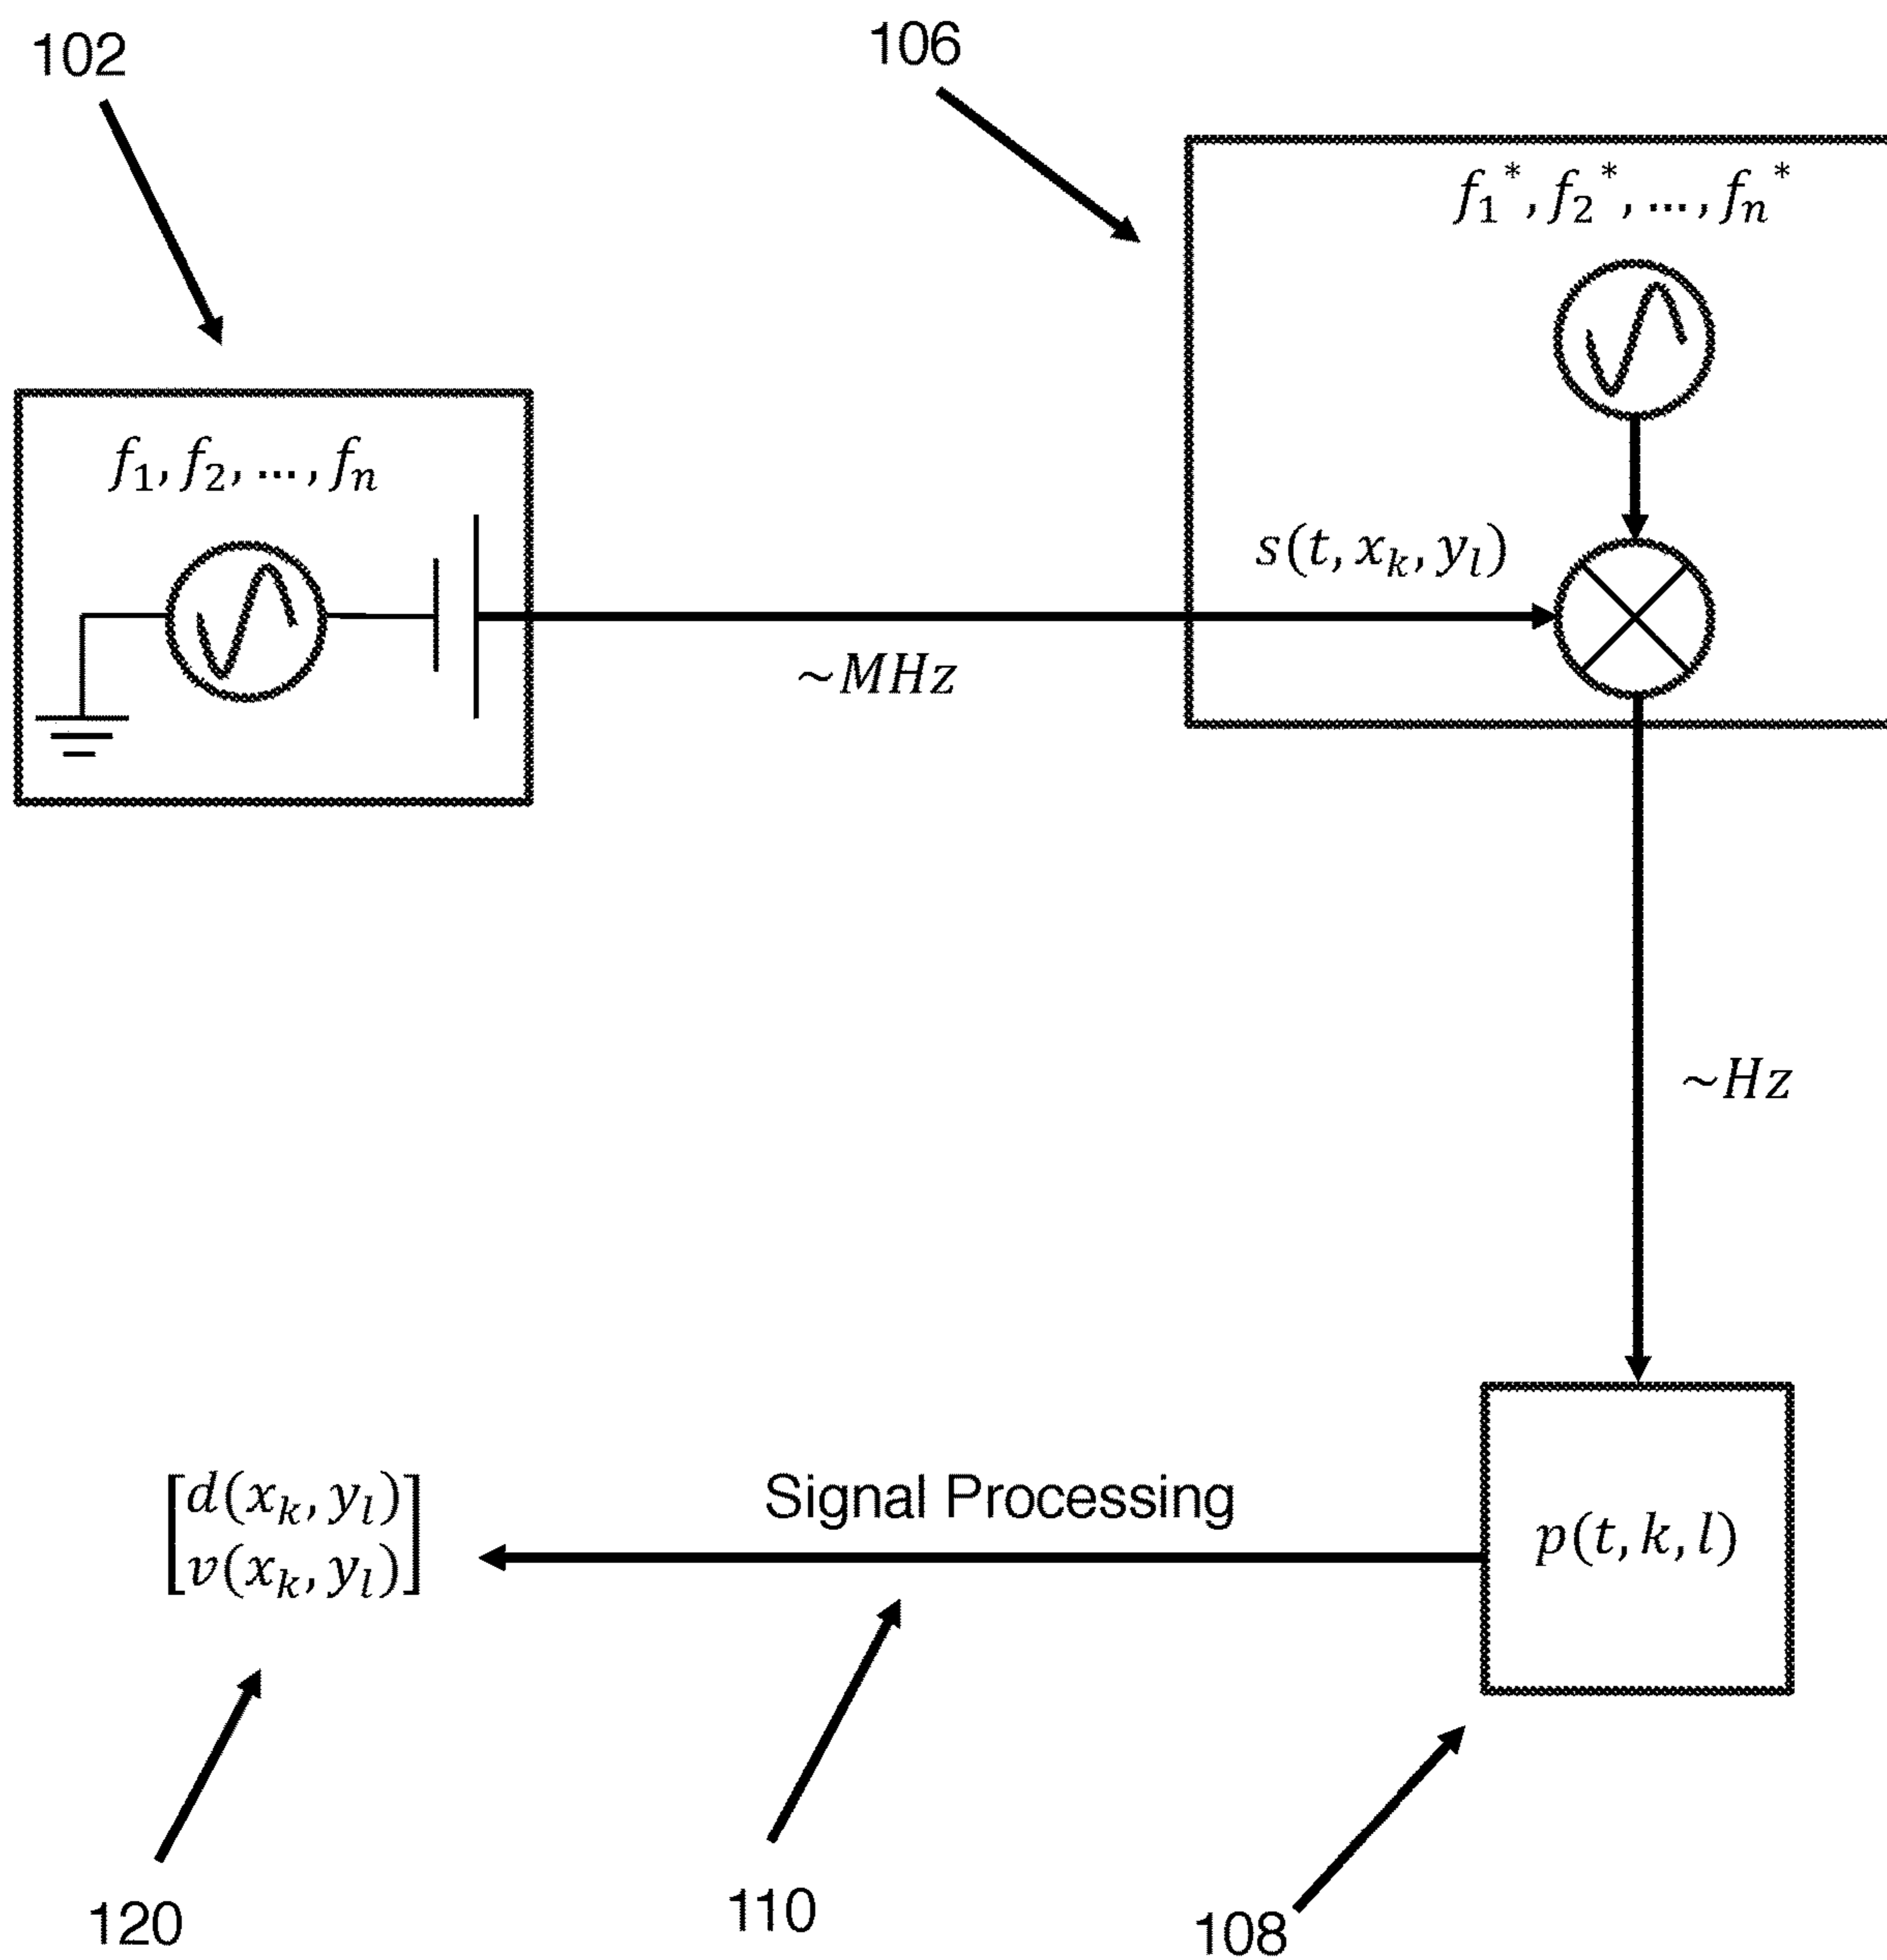 102
106
f₁*, f₂*, ..., fₙ*
f₁, f₂, ..., fₙ
s(t, xₖ, yₗ)
~MHz
~Hz
[d(xₖ, yₗ)
v(xₖ, yₗ)]
Signal Processing
p(t, k, l)
120
110
108